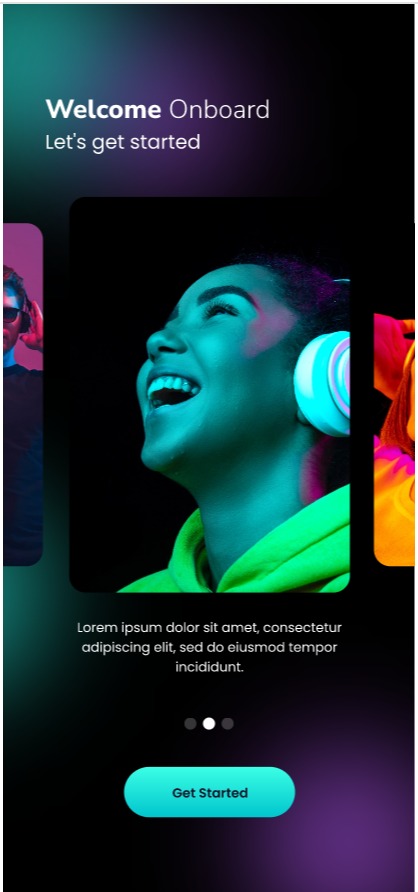 Welcome Onboard
Let's get started
Lorem ipsum dolor sit amet, consectetur
adipiscing elit, sed do eiusmod tempor
incididunt.
Get Started